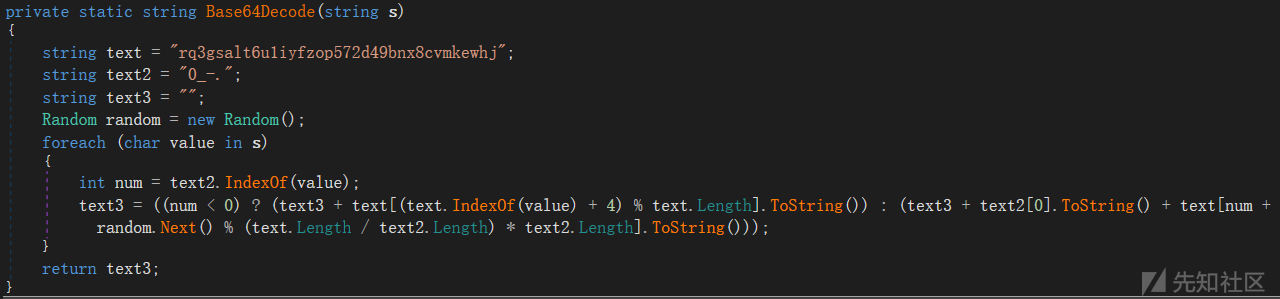 private static string Base64Decode(string s)
{
string text = "rq3gsalt6u1iyfzop572d49bnx8cvmkewhj";
string text2 = "0_-.";
string text3 = "";
Random random = new Random();
foreach (char value in s)
{
int num = text2.IndexOf(value);
text3 = ((num < 0) ? (text3 + text[(text.IndexOf(value) + 4) % text.Length].ToString()) : (text3 + text2[0].ToString() + text[num +
random.Next() % (text.Length / text2.Length) * text2.Length].ToString()));
}
return text3;
}
先知社区